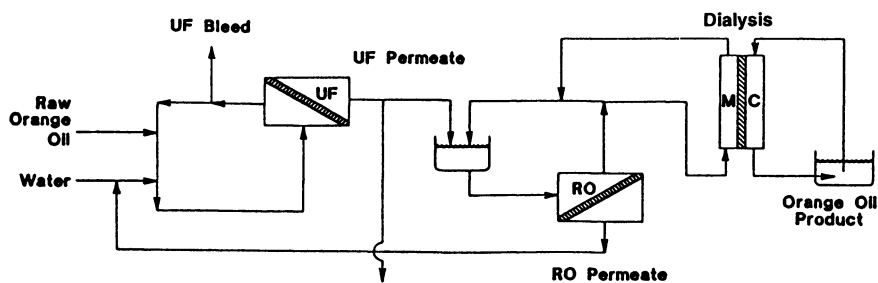 Dialysis
UF Bleed
UF Permeate
UF
Raw
Orange
Oil
M C
Water
RO
Orange Oil
Product
RO Permeate